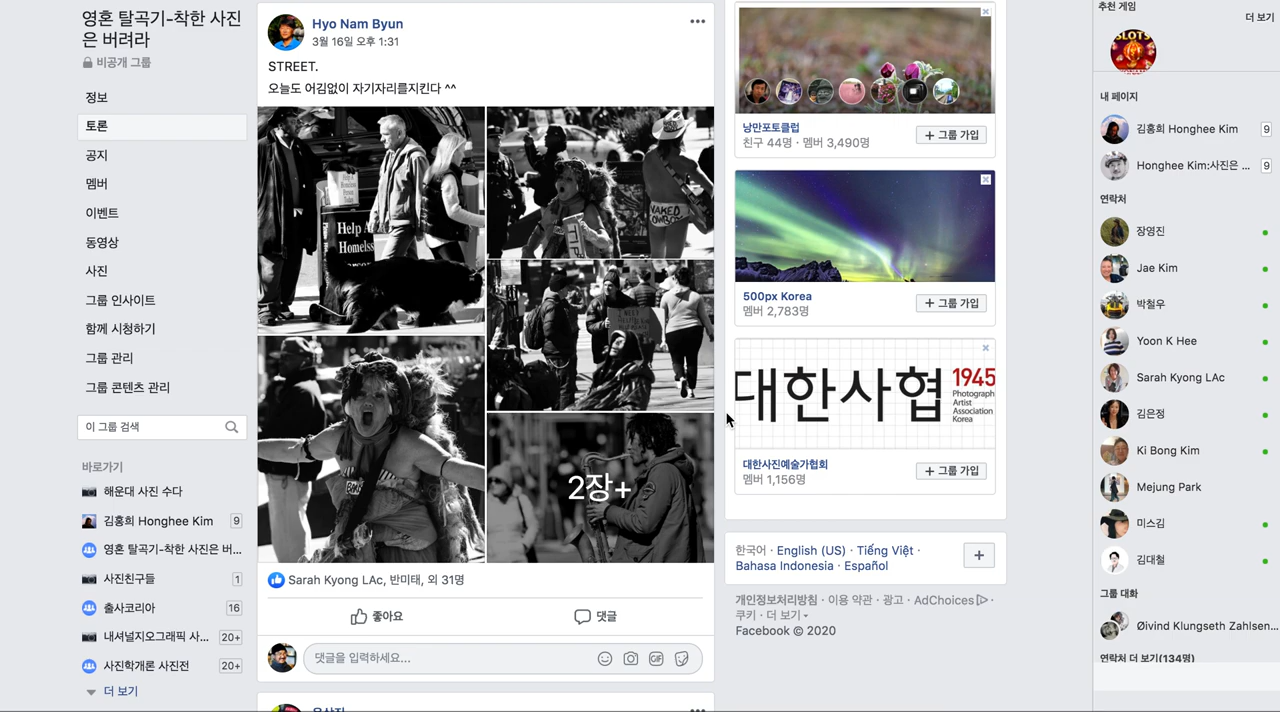 영혼 탈곡기-착한 사진
은 버려라
비공개 그룹
정보
토론
공지
멤버
이벤트
동영상
사진
그룹 인사이트
함께 시청하기
그룹 관리
그룹 콘텐츠 관리
이 그룹 검색
바로가기
해운대 사진 수다
김홍희 Honghee Kim 9
영혼 탈곡기-착한 사진은 버...
사진친구들 1
출사코리아 16
내셔널지오그래픽 사... 20+
사진학개론 사진전 20+
더 보기
Hyo Nam Byun
3월 16일 오후 1:31
STREET.
오늘도 어김없이 자기자리를지킨다 ^^
Help A
Homeless
NAKED
COWBOY
2장+
Sarah Kyong LAc, 반미태, 외 31명
좋아요
댓글
댓글을 입력하세요...
GIF
낭만포토클럽
친구 44명 · 멤버 3,490명
+ 그룹 가입
500px Korea
멤버 2,783명
+ 그룹 가입
대한사협
1945
Photograph
Artist
Association
Korea
대한사진예술가협회
멤버 1,156명
+ 그룹 가입
한국어 · English (US) · Tiếng Việt ·
Bahasa Indonesia · Español
+
개인정보처리방침 · 이용 약관 · 광고 · AdChoices ·
쿠키 · 더 보기
Facebook © 2020
추천 게임
더 보기
SLOTS
내 페이지
김홍희 Honghee Kim 9
Honghee Kim:사진은 ... 9
연락처
장영진
Jae Kim
박철우
Yoon K Hee
Sarah Kyong LAc
김은정
Ki Bong Kim
Mejung Park
미스김
김대철
그룹 대화
Øivind Klungseth Zahlsen...
연락처 더 보기(134명)